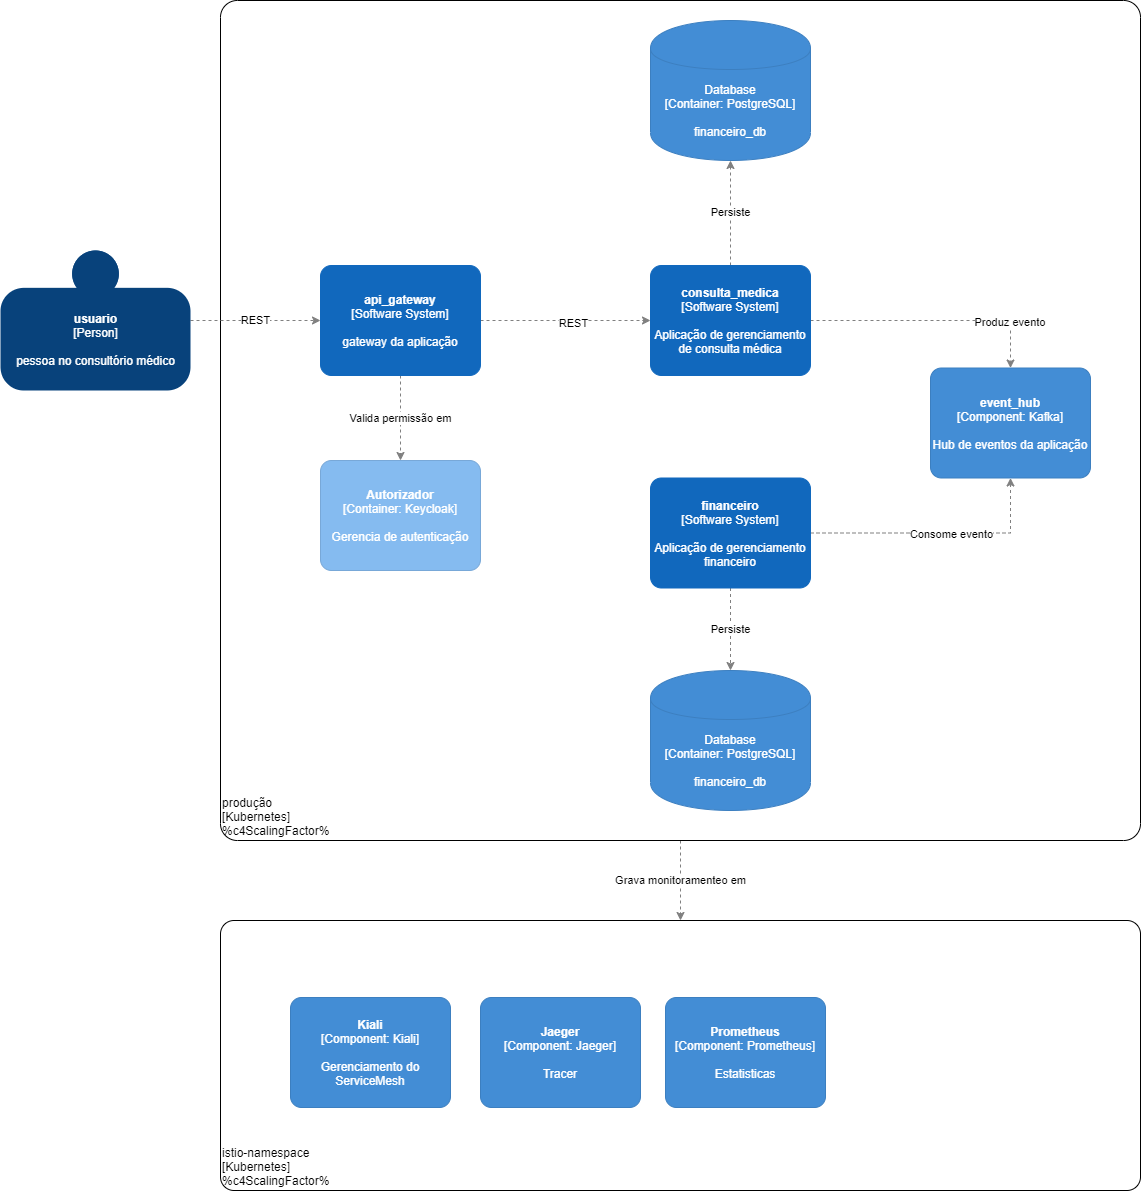 Database
[Container: PostgreSQL]
financeiro_db
Persiste
usuario
[Person]
pessoa no consultório médico
REST
api_gateway
[Software System]
gateway da aplicação
REST
consulta_medica
[Software System]
Aplicação de gerenciamento
de consulta médica
Produz evento
event_hub
[Component: Kafka]
Hub de eventos da aplicação
Valida permissão em
Autorizador
[Container: Keycloak]
Gerencia de autenticação
financeiro
[Software System]
Aplicação de gerenciamento
financeiro
Consome evento
Persiste
Database
[Container: PostgreSQL]
financeiro_db
produção
[Kubernetes]
%c4ScalingFactor%
Grava monitoramenteo em
Kiali
[Component: Kiali]
Gerenciamento do
ServiceMesh
Jaeger
[Component: Jaeger]
Tracer
Prometheus
[Component: Prometheus]
Estatisticas
istio-namespace
[Kubernetes]
%c4ScalingFactor%